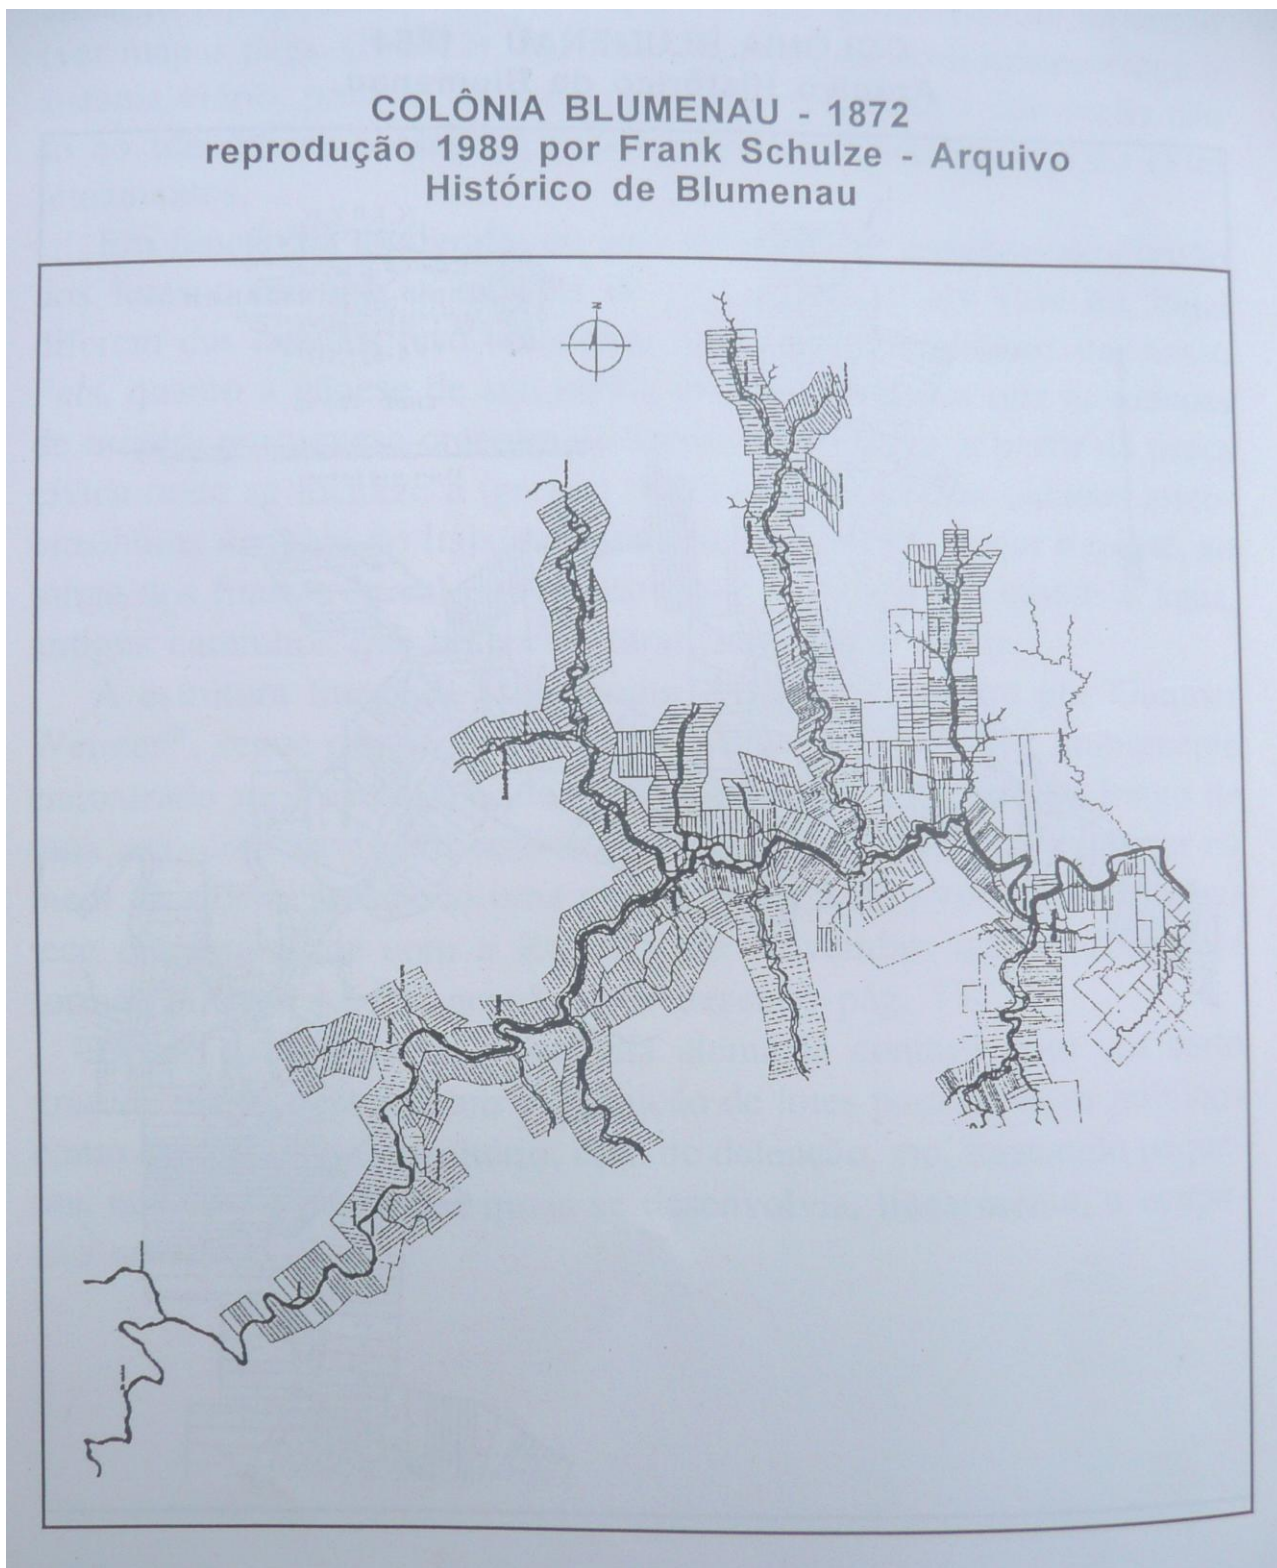 COLÔNIA BLUMENAU - 1872
reprodução 1989 por Frank Schulze - Arquivo
Histórico de Blumenau
N